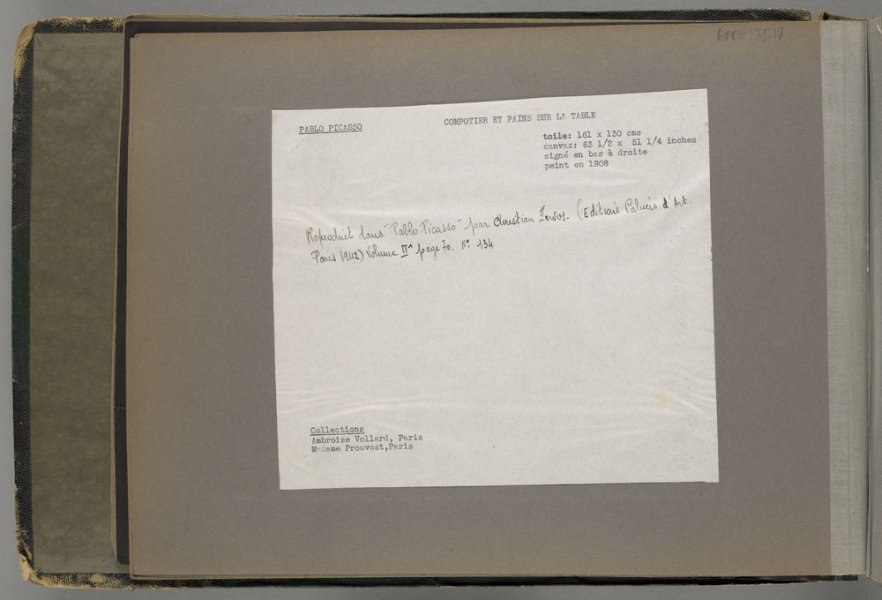 PABLO PICASSO
COMPOTIER ET PAINS SUR LA TABLE
toile: 161 x 130 cms
canvas: 63 1/2 x 51 1/4 inches
signé en bas à droite
peint en 1908
Reproduit dans "Pablo Picasso" par Christian Zervos. (Editions Cahiers d'Art.
Paris 1942) Volume II* page 70. N° 134
Collections
Ambroise Vollard, Paris
Madame Prouvost,Paris